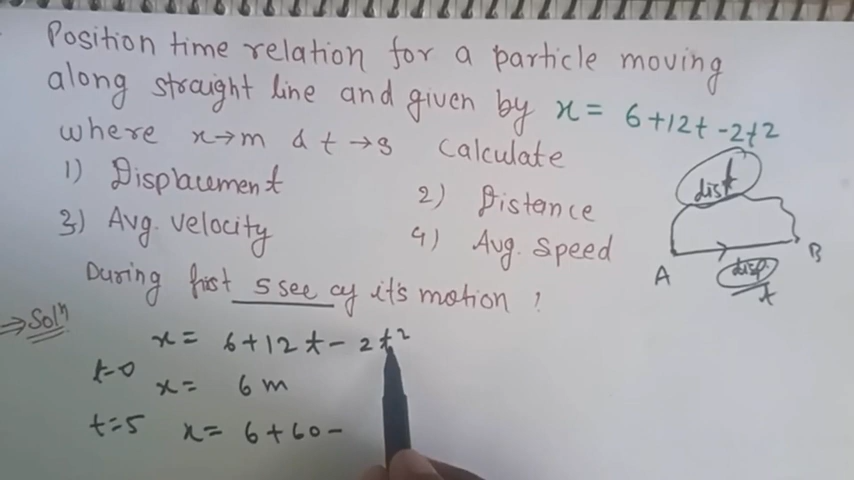 Position time relation for a particle moving
along straight line and given by x = 6+12t-2t2
where x→m & t→s Calculate
1) Displacement
2) Distance
3) Avg. velocity
4) Avg. Speed
During first 5 sec of it's motion ?
dist
A
B
disp.
⇒ Solⁿ
x = 6+12t-2t²
t=0 x = 6m
t=5 x = 6+60-